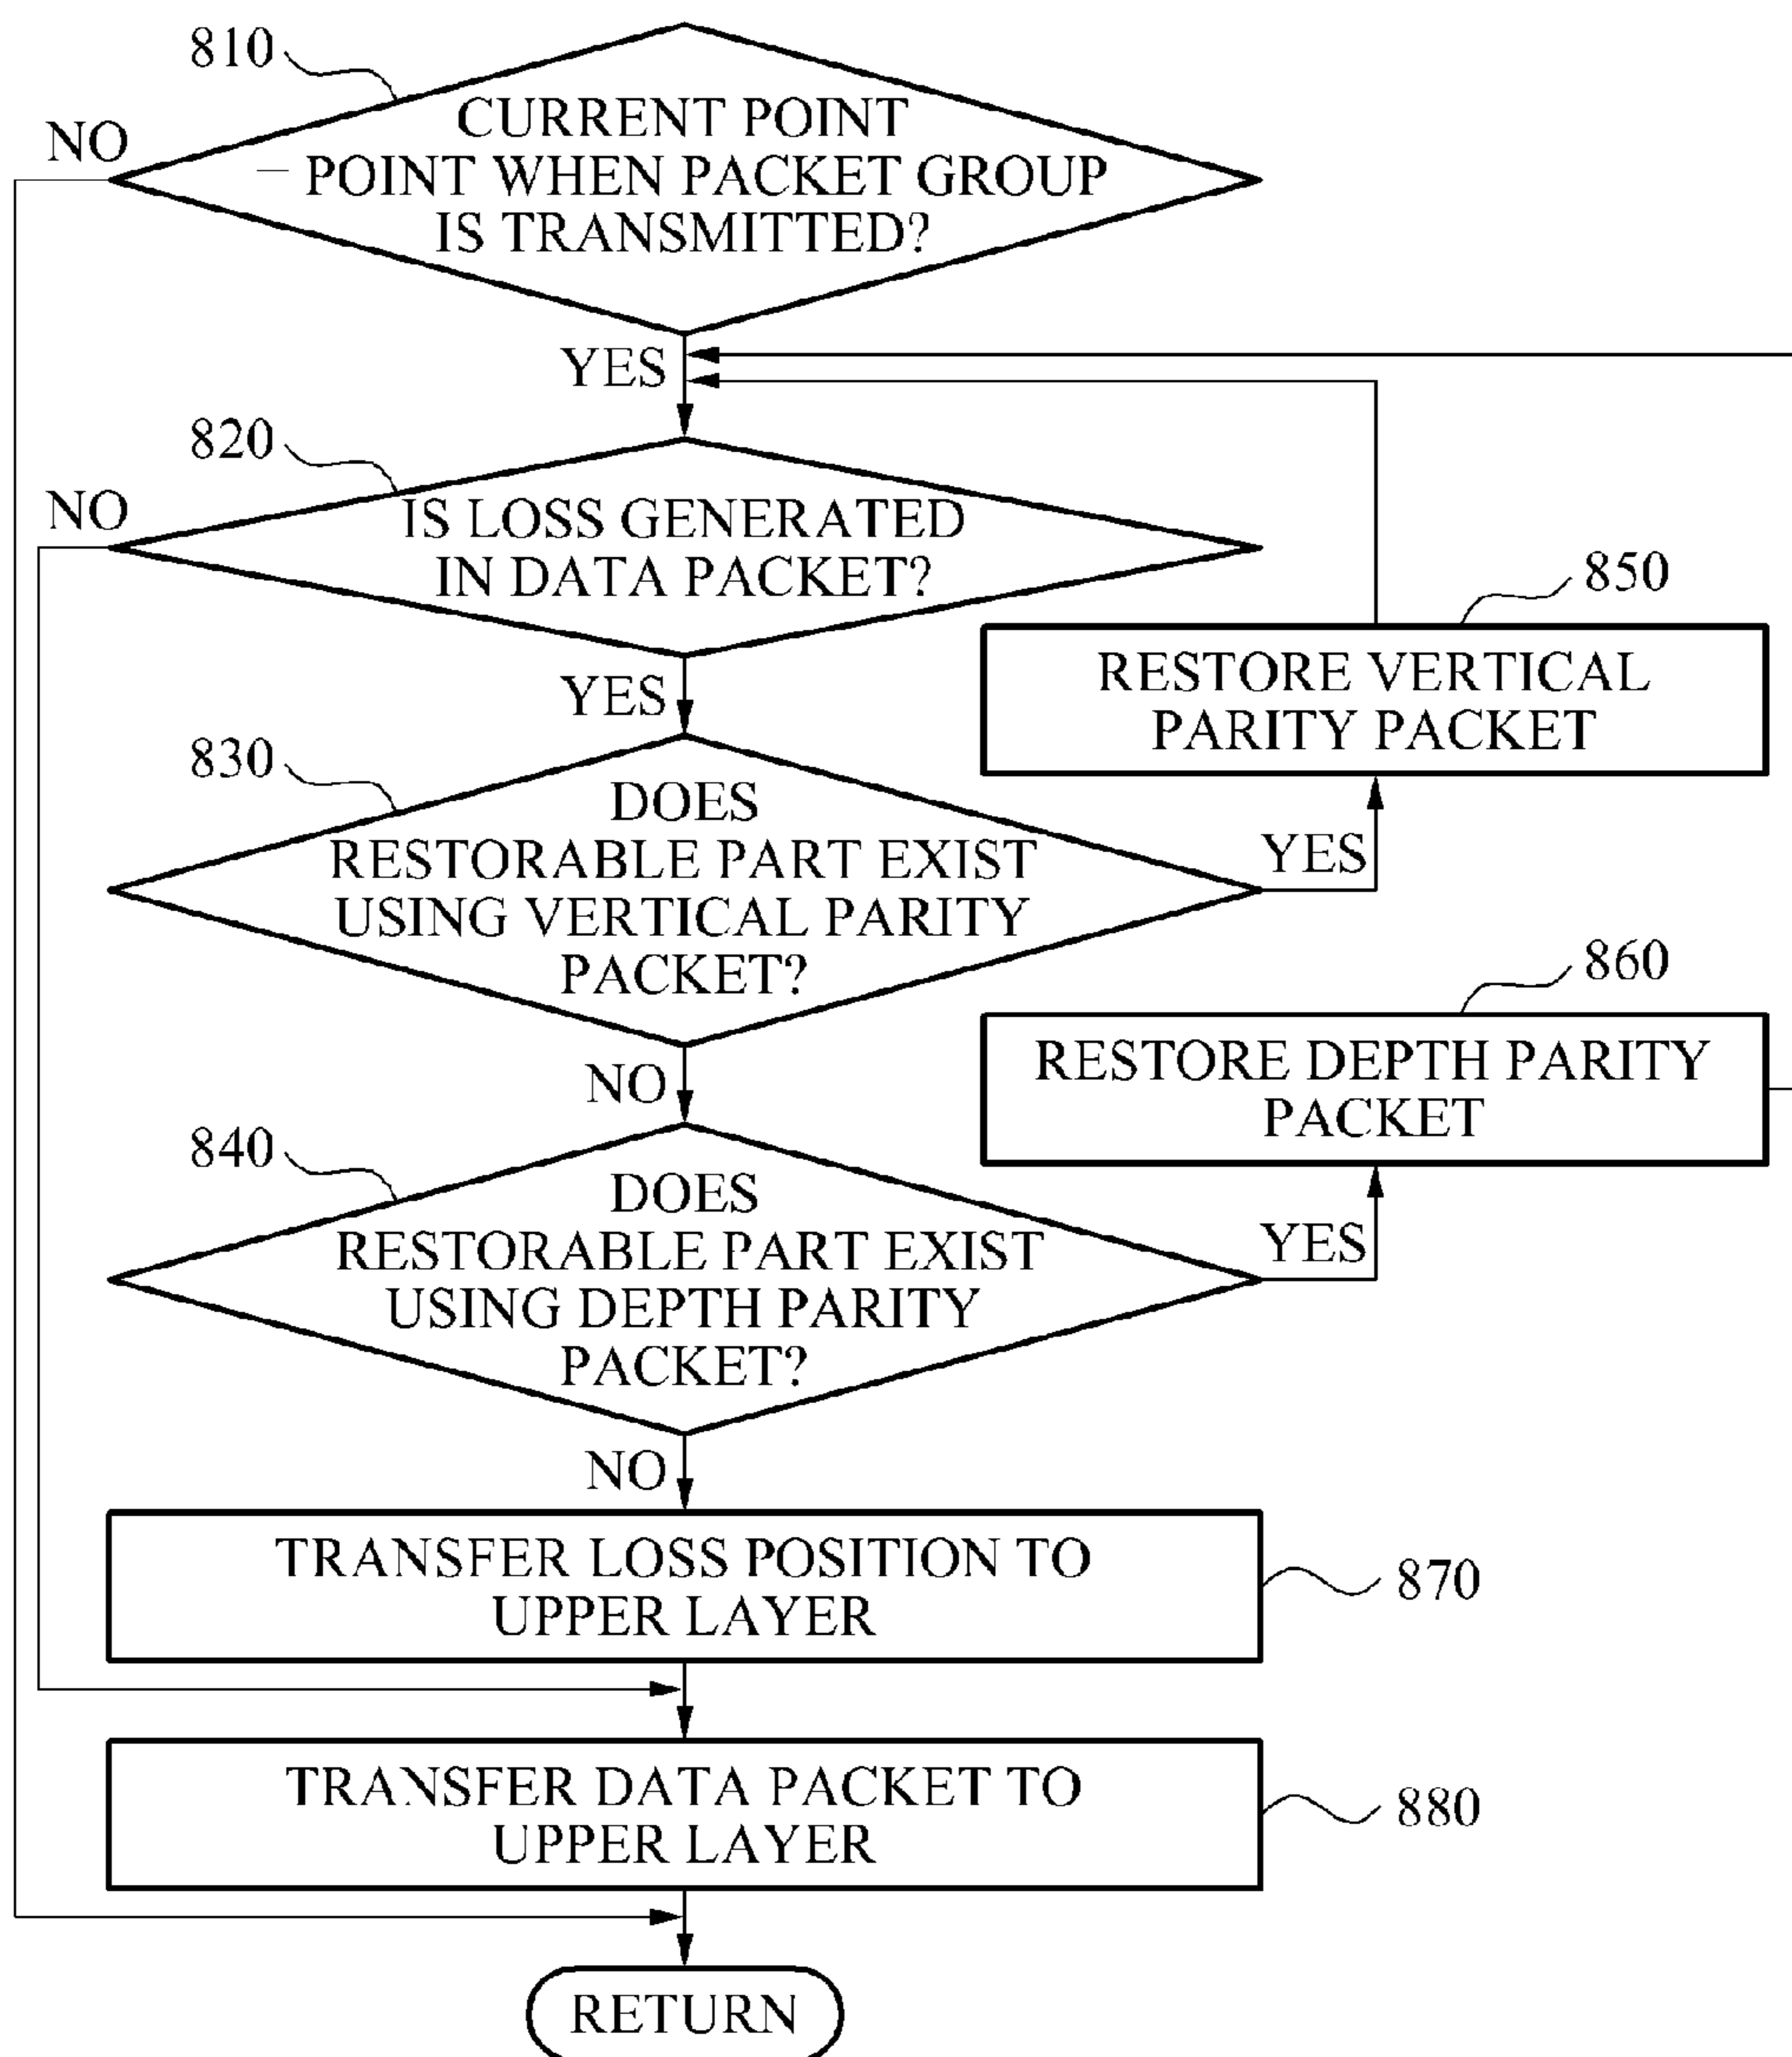 810
NO
CURRENT POINT
— POINT WHEN PACKET GROUP
IS TRANSMITTED?
YES
820
NO
IS LOSS GENERATED
IN DATA PACKET?
YES
850
RESTORE VERTICAL
PARITY PACKET
830
DOES
RESTORABLE PART EXIST
USING VERTICAL PARITY
PACKET?
YES
NO
860
RESTORE DEPTH PARITY
PACKET
840
DOES
RESTORABLE PART EXIST
USING DEPTH PARITY
PACKET?
YES
NO
TRANSFER LOSS POSITION TO
UPPER LAYER
870
TRANSFER DATA PACKET TO
UPPER LAYER
880
RETURN